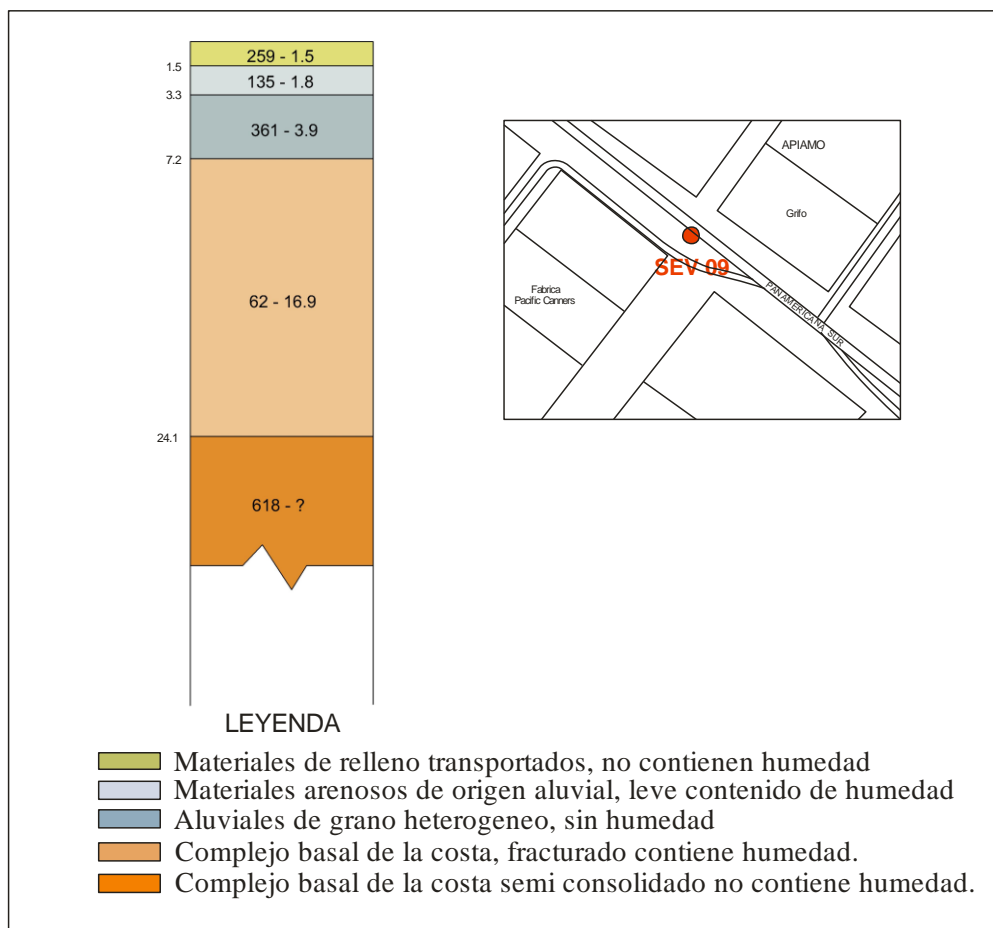 259 - 1.5
1.5
135 - 1.8
3.3
361 - 3.9
7.2
62 - 16.9
24.1
618 - ?
APIAMO
Grifo
SEV 09
Fabrica
Pacific Canners
PANAMERICANA SUR
LEYENDA
Materiales de relleno transportados, no contienen humedad
Materiales arenosos de origen aluvial, leve contenido de humedad
Aluviales de grano heterogeneo, sin humedad
Complejo basal de la costa, fracturado contiene humedad.
Complejo basal de la costa semi consolidado no contiene humedad.